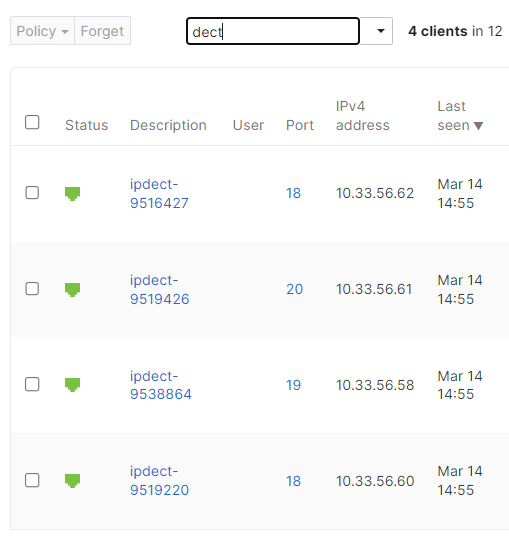 Policy Forget dect 4 clients in 12
Status Description User Port IPv4 address Last seen ▼
ipdect-9516427 18 10.33.56.62 Mar 14 14:55
ipdect-9519426 20 10.33.56.61 Mar 14 14:55
ipdect-9538864 19 10.33.56.58 Mar 14 14:55
ipdect-9519220 18 10.33.56.60 Mar 14 14:55